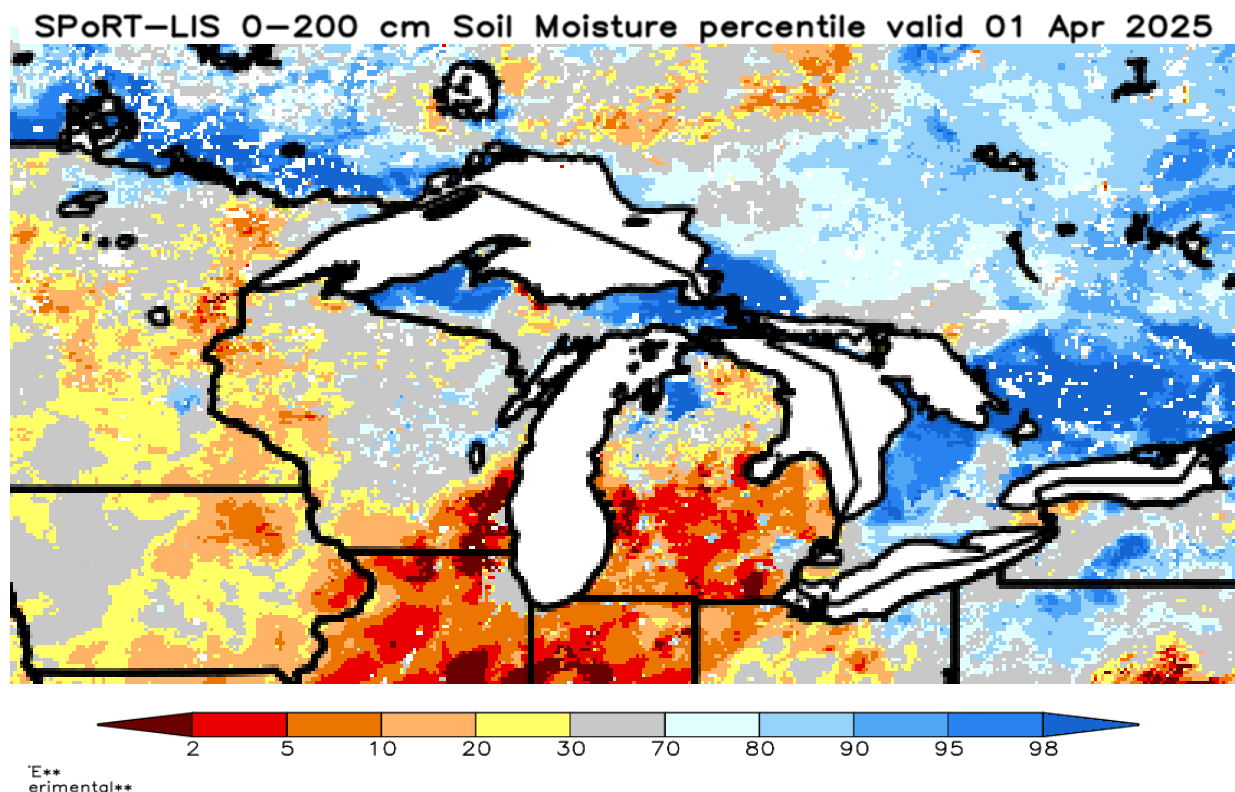 SPoRT-LIS 0-200 cm Soil Moisture percentile valid 01 Apr 2025
2 5 10 20 30 70 80 90 95 98
E**
erimental**